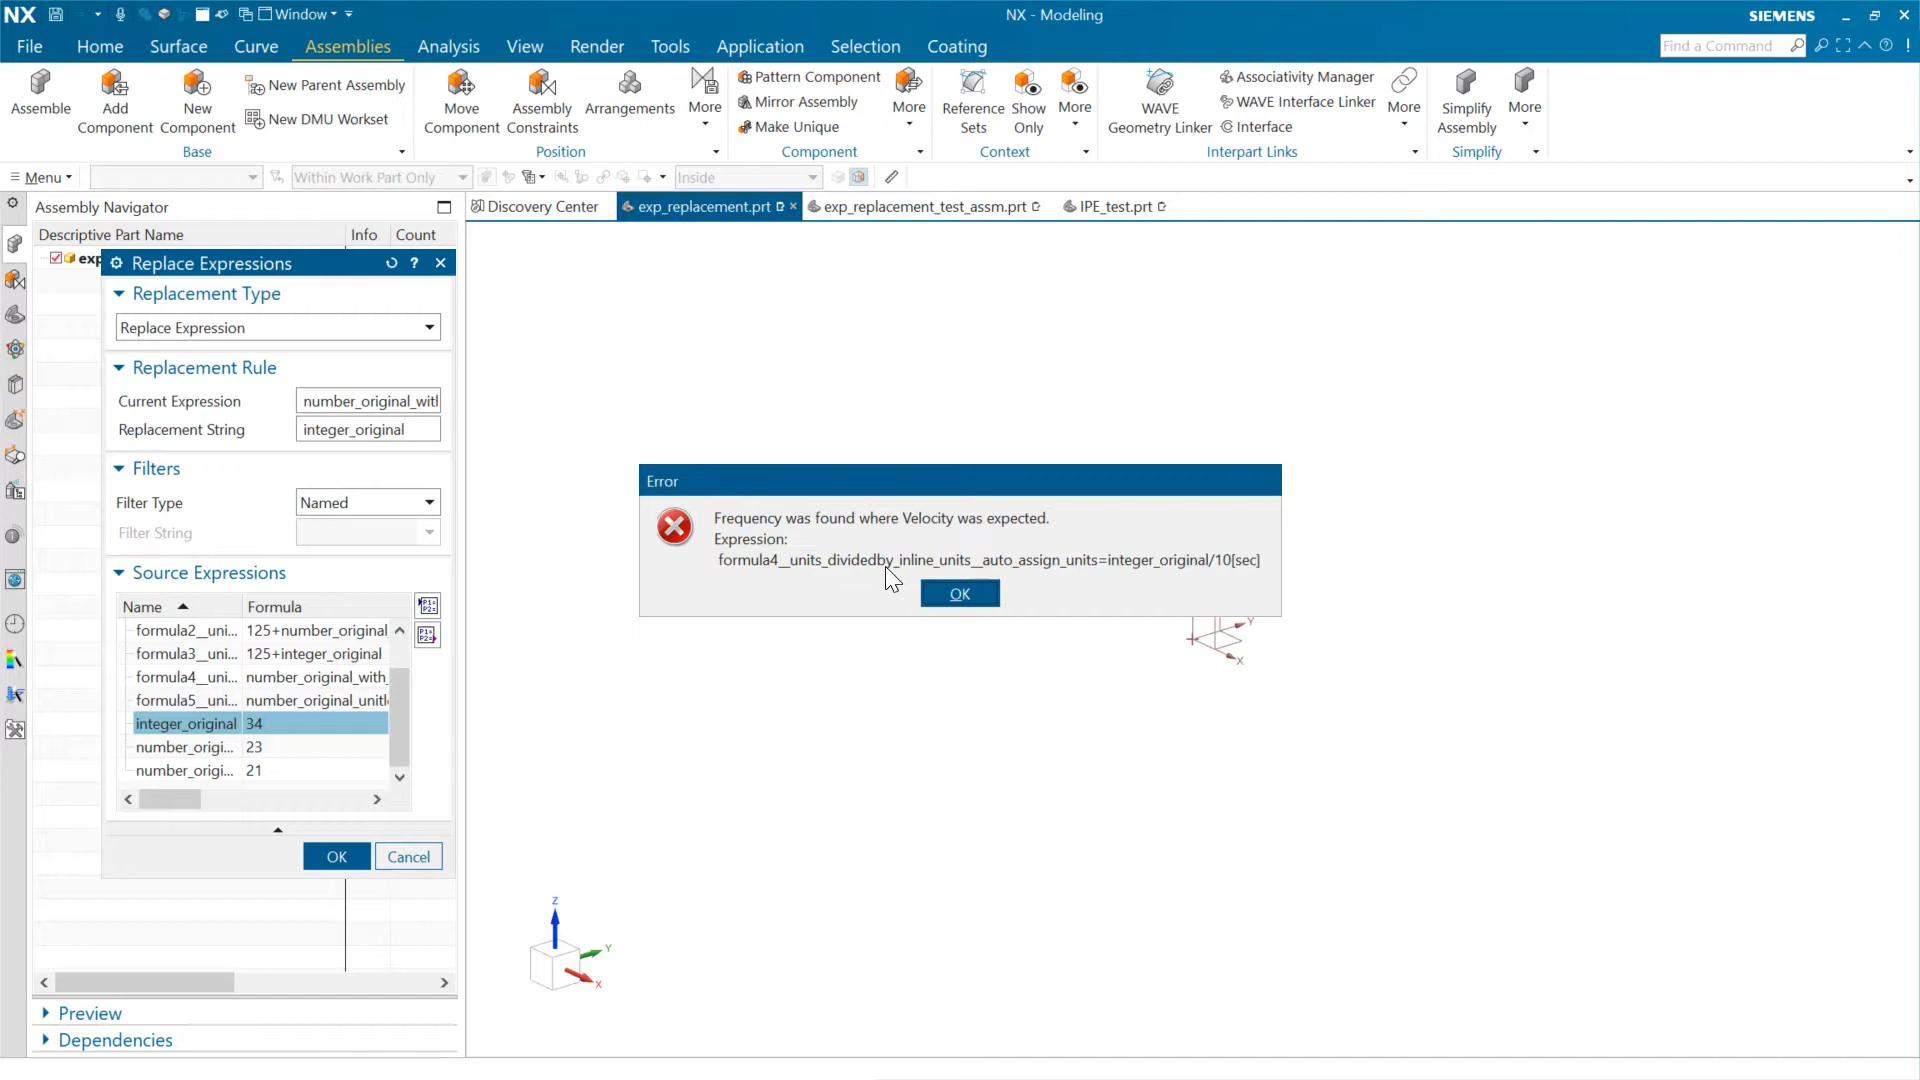 NX
Window
NX - Modeling
SIEMENS
File
Home
Surface
Curve
Assemblies
Analysis
View
Render
Tools
Application
Selection
Coating
Find a Command
Assemble
Add Component
New Component
New Parent Assembly
New DMU Workset
Base
Move Component
Assembly Constraints
Arrangements
More
Position
Pattern Component
Mirror Assembly
Make Unique
More
Component
Reference Sets
Show Only
More
Context
WAVE Geometry Linker
Associativity Manager
WAVE Interface Linker
Interface
More
Interpart Links
Simplify Assembly
More
Simplify
Menu
Within Work Part Only
Inside
Assembly Navigator
Discovery Center
exp_replacement.prt
exp_replacement_test_assm.prt
IPE_test.prt
Descriptive Part Name
Info
Count
exp
Replace Expressions
Replacement Type
Replace Expression
Replacement Rule
Current Expression
number_original_with
Replacement String
integer_original
Filters
Filter Type
Named
Filter String
Source Expressions
Name
Formula
formula2__uni...
125+number_original_
formula3__uni...
125+integer_original
formula4__uni...
number_original_with_
formula5__uni...
number_original_unitl
integer_original
34
number_origi...
23
number_origi...
21
OK
Cancel
Preview
Dependencies
Error
Frequency was found where Velocity was expected.
Expression:
formula4__units_dividedby_inline_units__auto_assign_units=integer_original/10[sec]
OK
Y
X
Z
Y
X